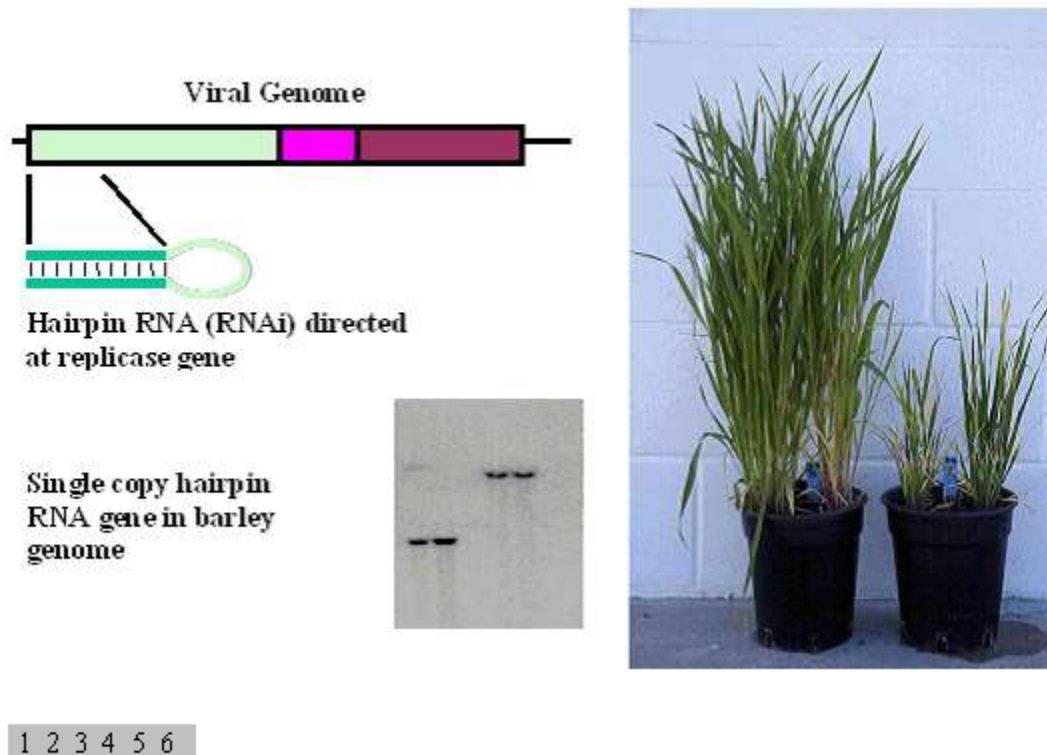 Viral Genome
Hairpin RNA (RNAi) directed
at replicase gene
Single copy hairpin
RNA gene in barley
genome
1 2 3 4 5 6